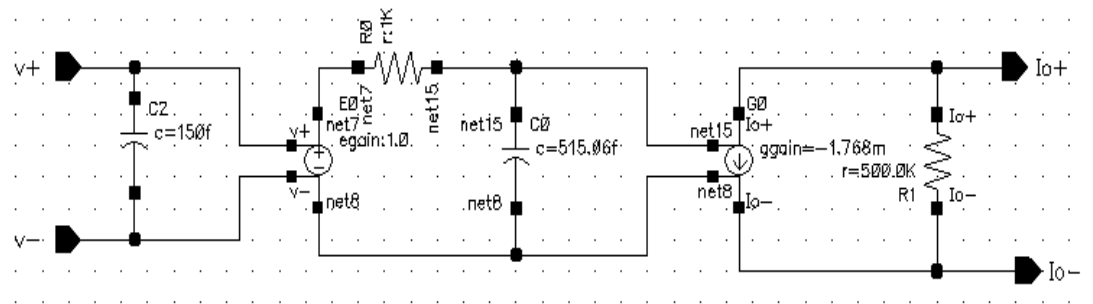 v+
C2
c=150f
v-
v+
v-
E0
net7
egain:1.0
net8
net7
R0
r:1K
net15
net15
C0
c=515.06f
net8
net15
net8
G0
Io+
ggain=-1.768m
Io-
Io+
r=500.0K
R1
Io-
Io+
Io-